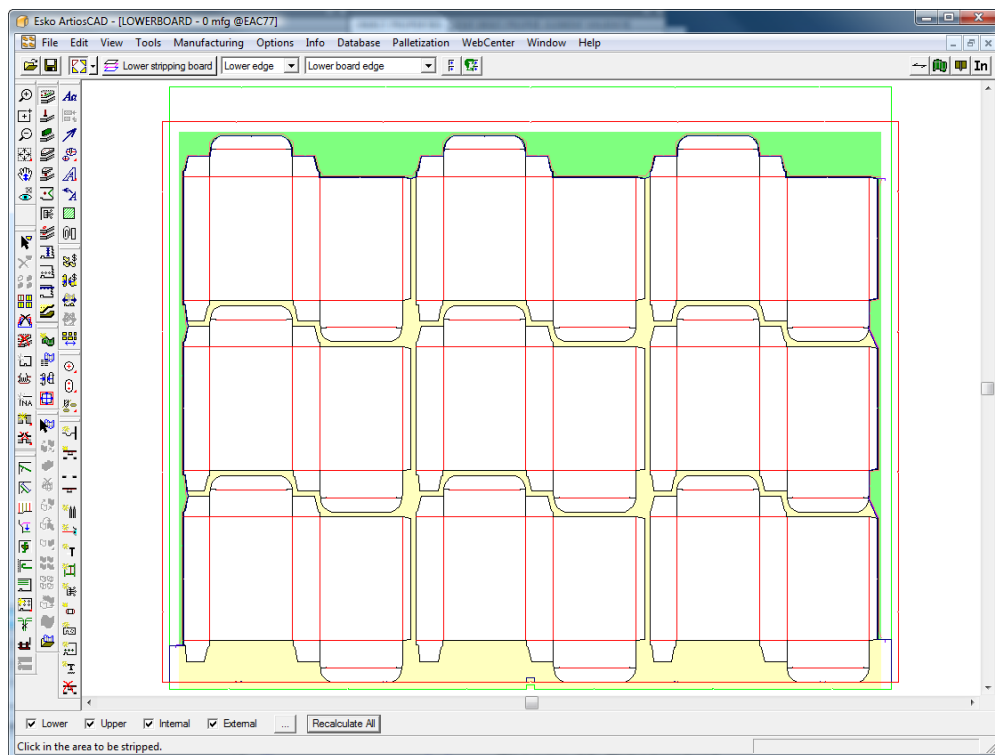 Esko ArtiosCAD - [LOWERBOARD - 0 mfg @EAC77]
File Edit View Tools Manufacturing Options Info Database Palletization WebCenter Window Help
Lower stripping board Lower edge Lower board edge In
Lower Upper Internal External ... Recalculate All
Click in the area to be stripped.